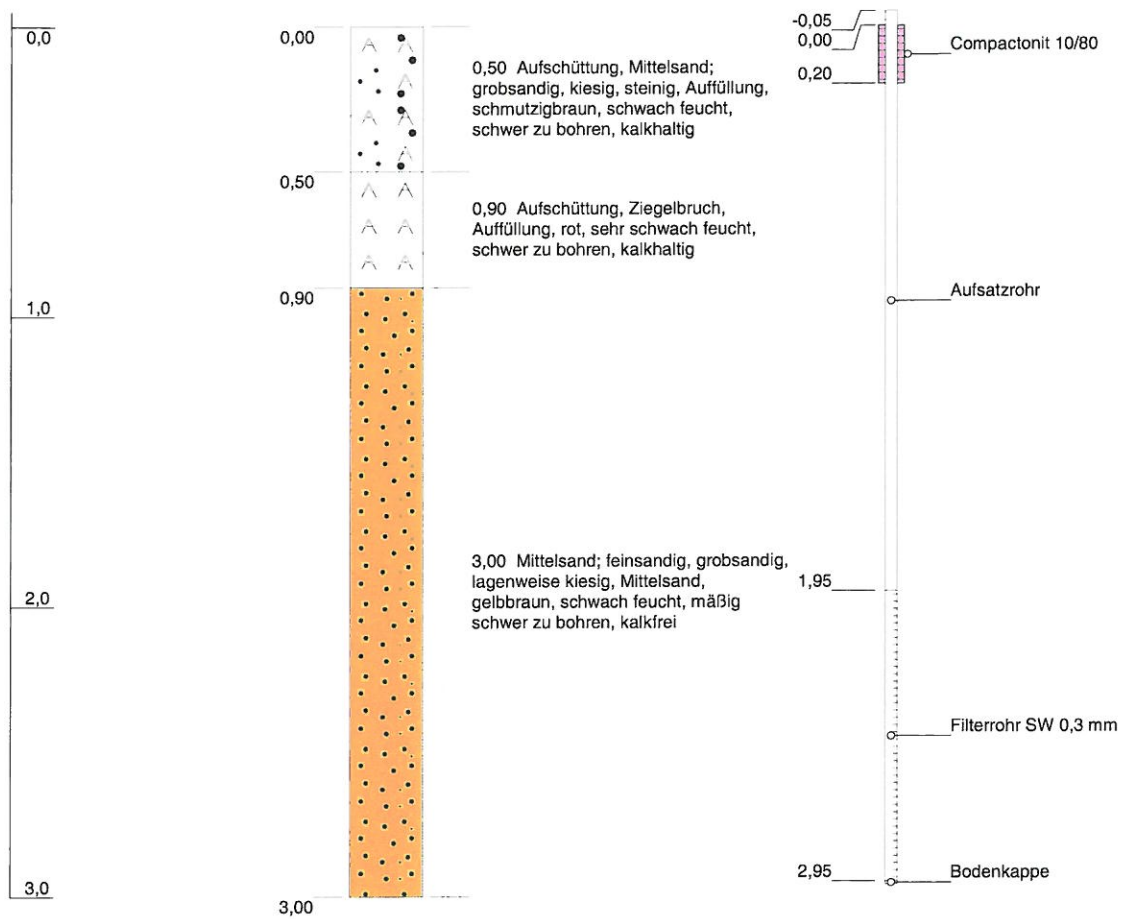 0,0
1,0
2,0
3,0
0,00
0,50
0,90
3,00
0,50 Aufschüttung, Mittelsand;
grobsandig, kiesig, steinig, Auffüllung,
schmutzigbraun, schwach feucht,
schwer zu bohren, kalkhaltig
0,90 Aufschüttung, Ziegelbruch,
Auffüllung, rot, sehr schwach feucht,
schwer zu bohren, kalkhaltig
3,00 Mittelsand; feinsandig, grobsandig,
lagenweise kiesig, Mittelsand,
gelbbraun, schwach feucht, mäßig
schwer zu bohren, kalkfrei
-0,05
0,00
0,20
1,95
2,95
Compactonit 10/80
Aufsatzrohr
Filterrohr SW 0,3 mm
Bodenkappe